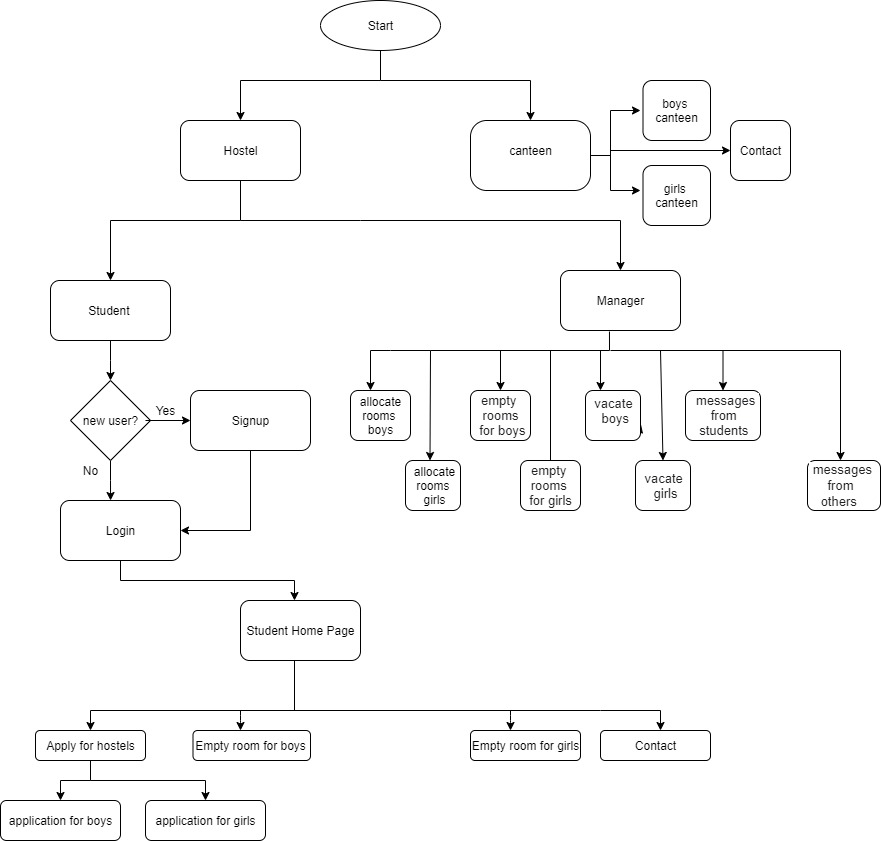 Start
Hostel
canteen
boys
canteen
Contact
girls
canteen
Student
Manager
new user?
Yes
Signup
No
Login
allocate
rooms
boys
empty
rooms
for boys
vacate
boys
messages
from
students
allocate
rooms
girls
empty
rooms
for girls
vacate
girls
messages
from
others
Student Home Page
Apply for hostels
Empty room for boys
Empty room for girls
Contact
application for boys
application for girls